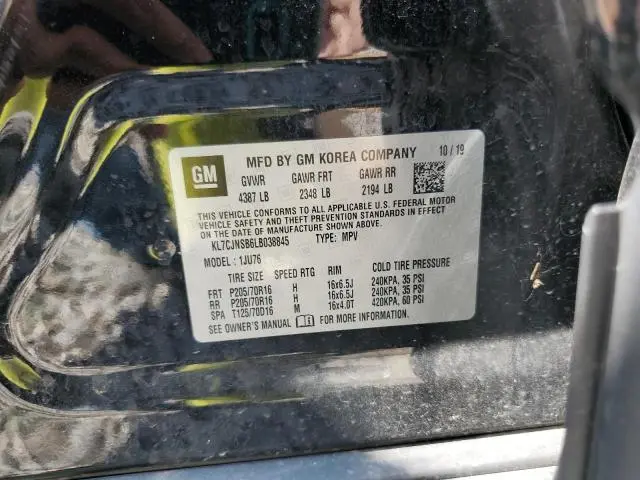 GM
MFD BY GM KOREA COMPANY 10 / 19
GVWR GAWR FRT GAWR RR
4387 LB 2348 LB 2194 LB
THIS VEHICLE CONFORMS TO ALL APPLICABLE U.S. FEDERAL MOTOR
VEHICLE SAFETY AND THEFT PREVENTION STANDARDS IN EFFECT
ON THE DATE OF MANUFACTURE SHOWN ABOVE.
KL7CJNSB6LB038845 TYPE: MPV
MODEL : 1JU76
TIRE SIZE SPEED RTG RIM COLD TIRE PRESSURE
FRT P205/70R16 H 16x6.5J 240KPA, 35 PSI
RR P205/70R16 H 16x6.5J 240KPA, 35 PSI
SPA T125/70D16 M 16x4.0T 420KPA, 60 PSI
SEE OWNER'S MANUAL FOR MORE INFORMATION